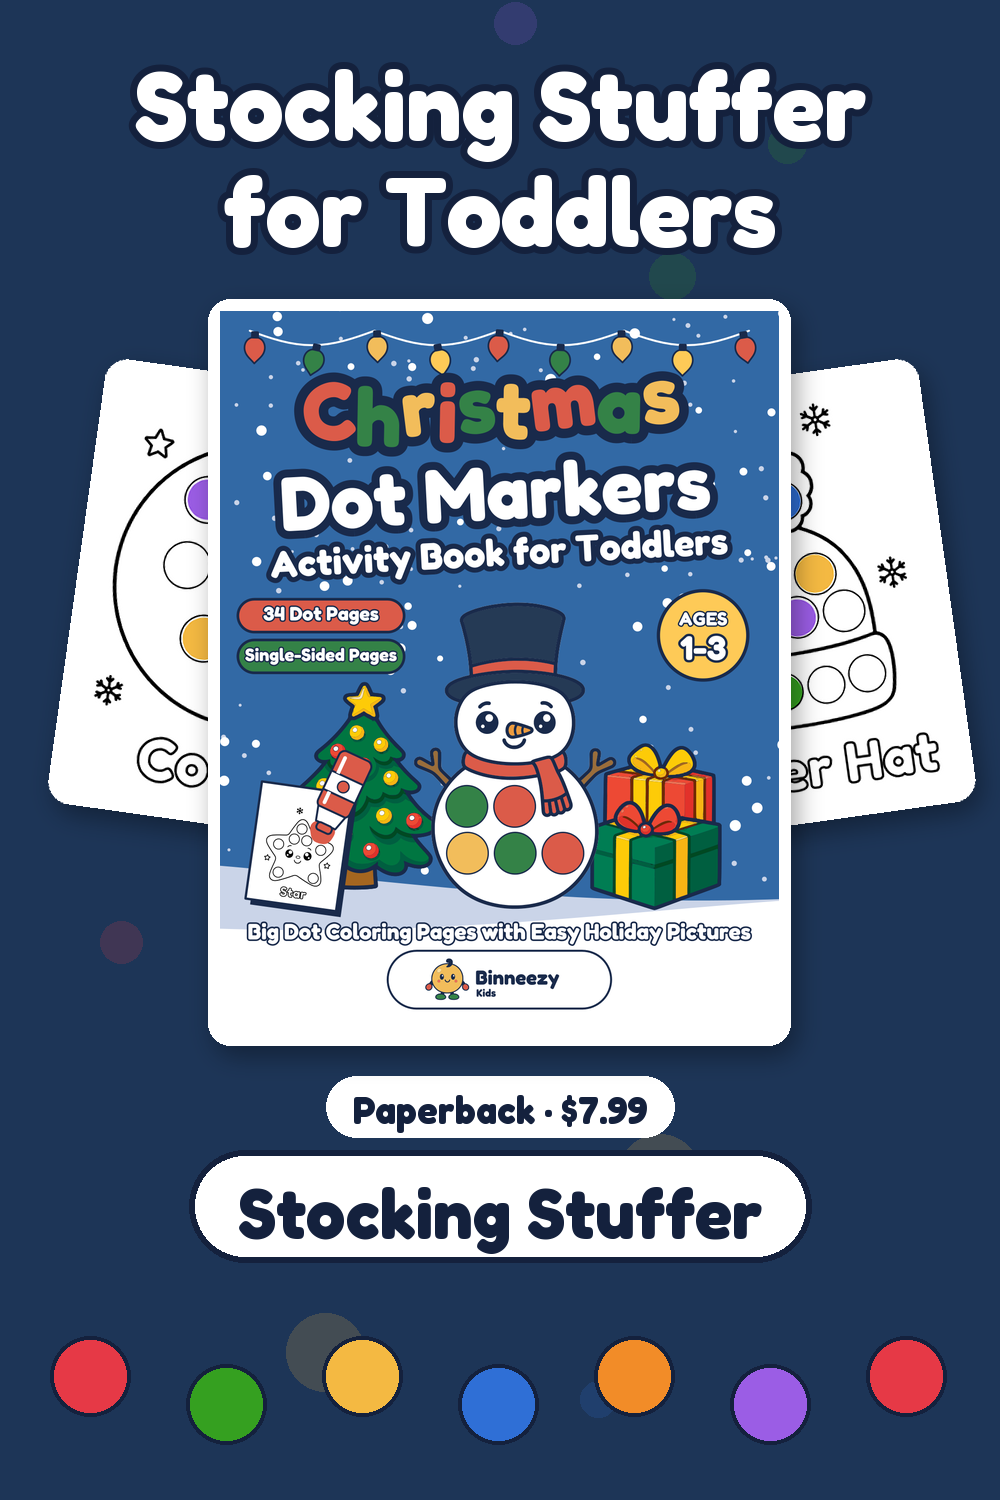 Stocking Stuffer
for Toddlers
Christmas
Dot Markers
Activity Book for Toddlers
34 Dot Pages
Single-Sided Pages
AGES
1-3
Co
er Hat
Star
Big Dot Coloring Pages with Easy Holiday Pictures
Binneezy
Kids
Paperback · $7.99
Stocking Stuffer